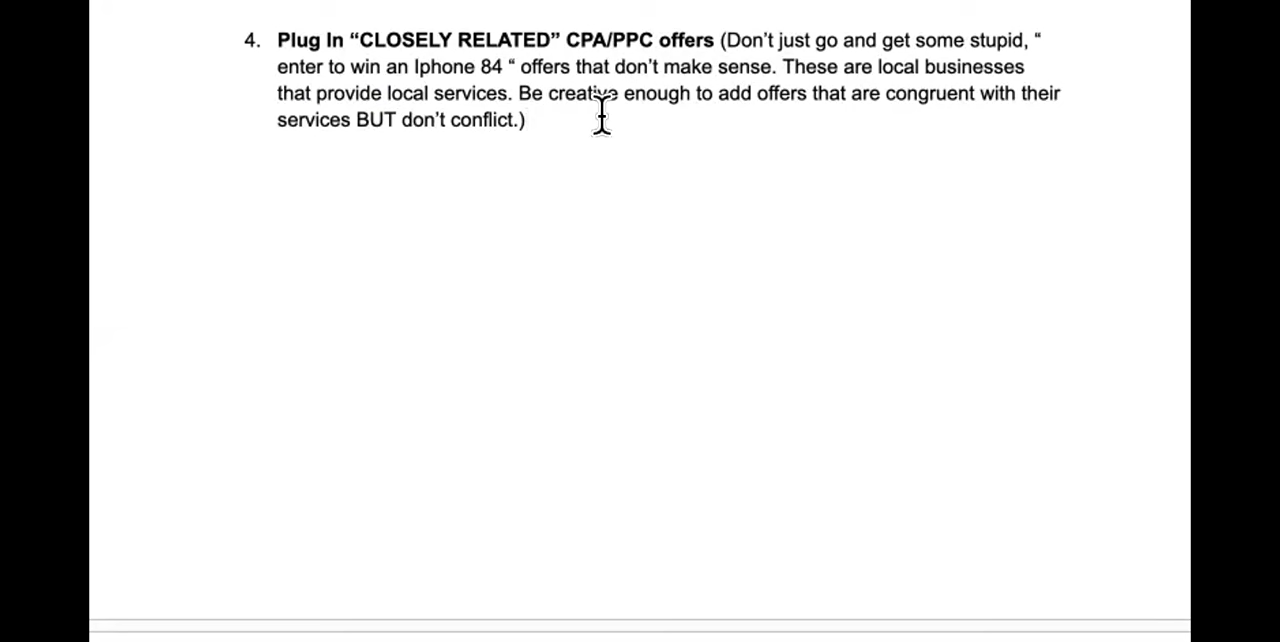 4. Plug In “CLOSELY RELATED” CPA/PPC offers (Don’t just go and get some stupid, “
enter to win an Iphone 84 “ offers that don’t make sense. These are local businesses
that provide local services. Be creative enough to add offers that are congruent with their
services BUT don’t conflict.)